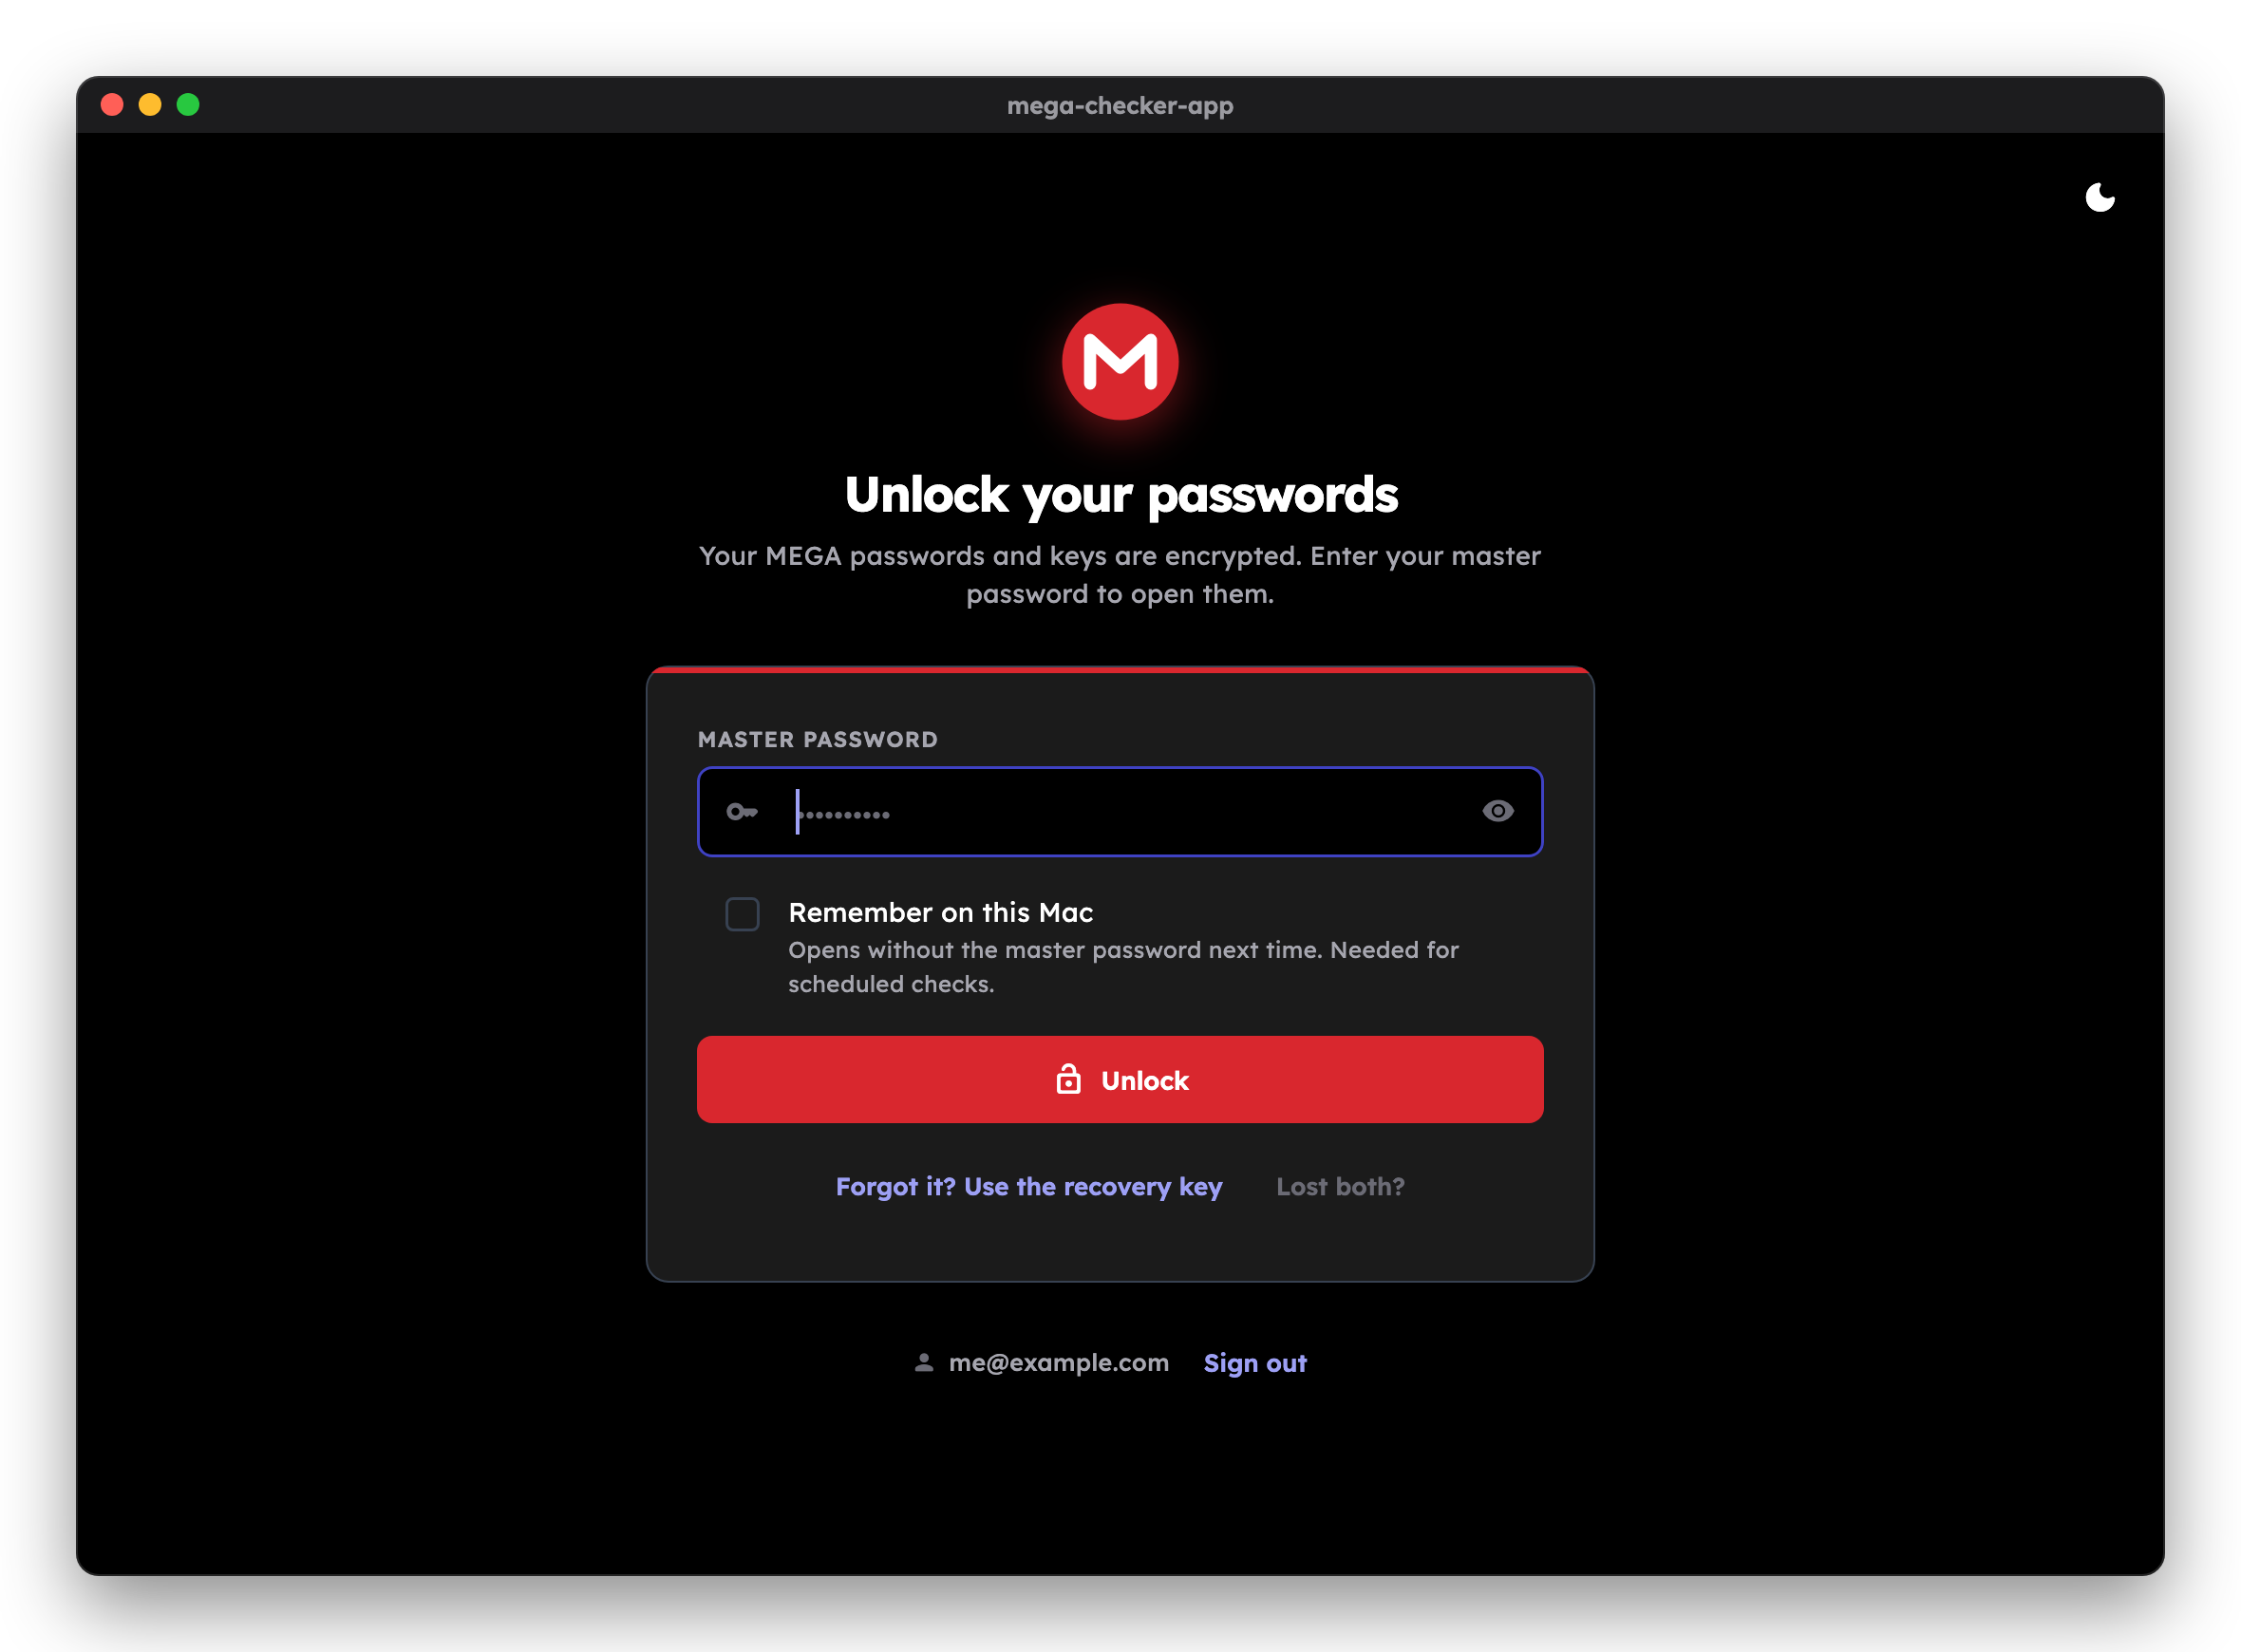 mega-checker-app
M
Unlock your passwords
Your MEGA passwords and keys are encrypted. Enter your master
password to open them.
MASTER PASSWORD
••••••••••
Remember on this Mac
Opens without the master password next time. Needed for
scheduled checks.
Unlock
Forgot it? Use the recovery key Lost both?
me@example.com Sign out